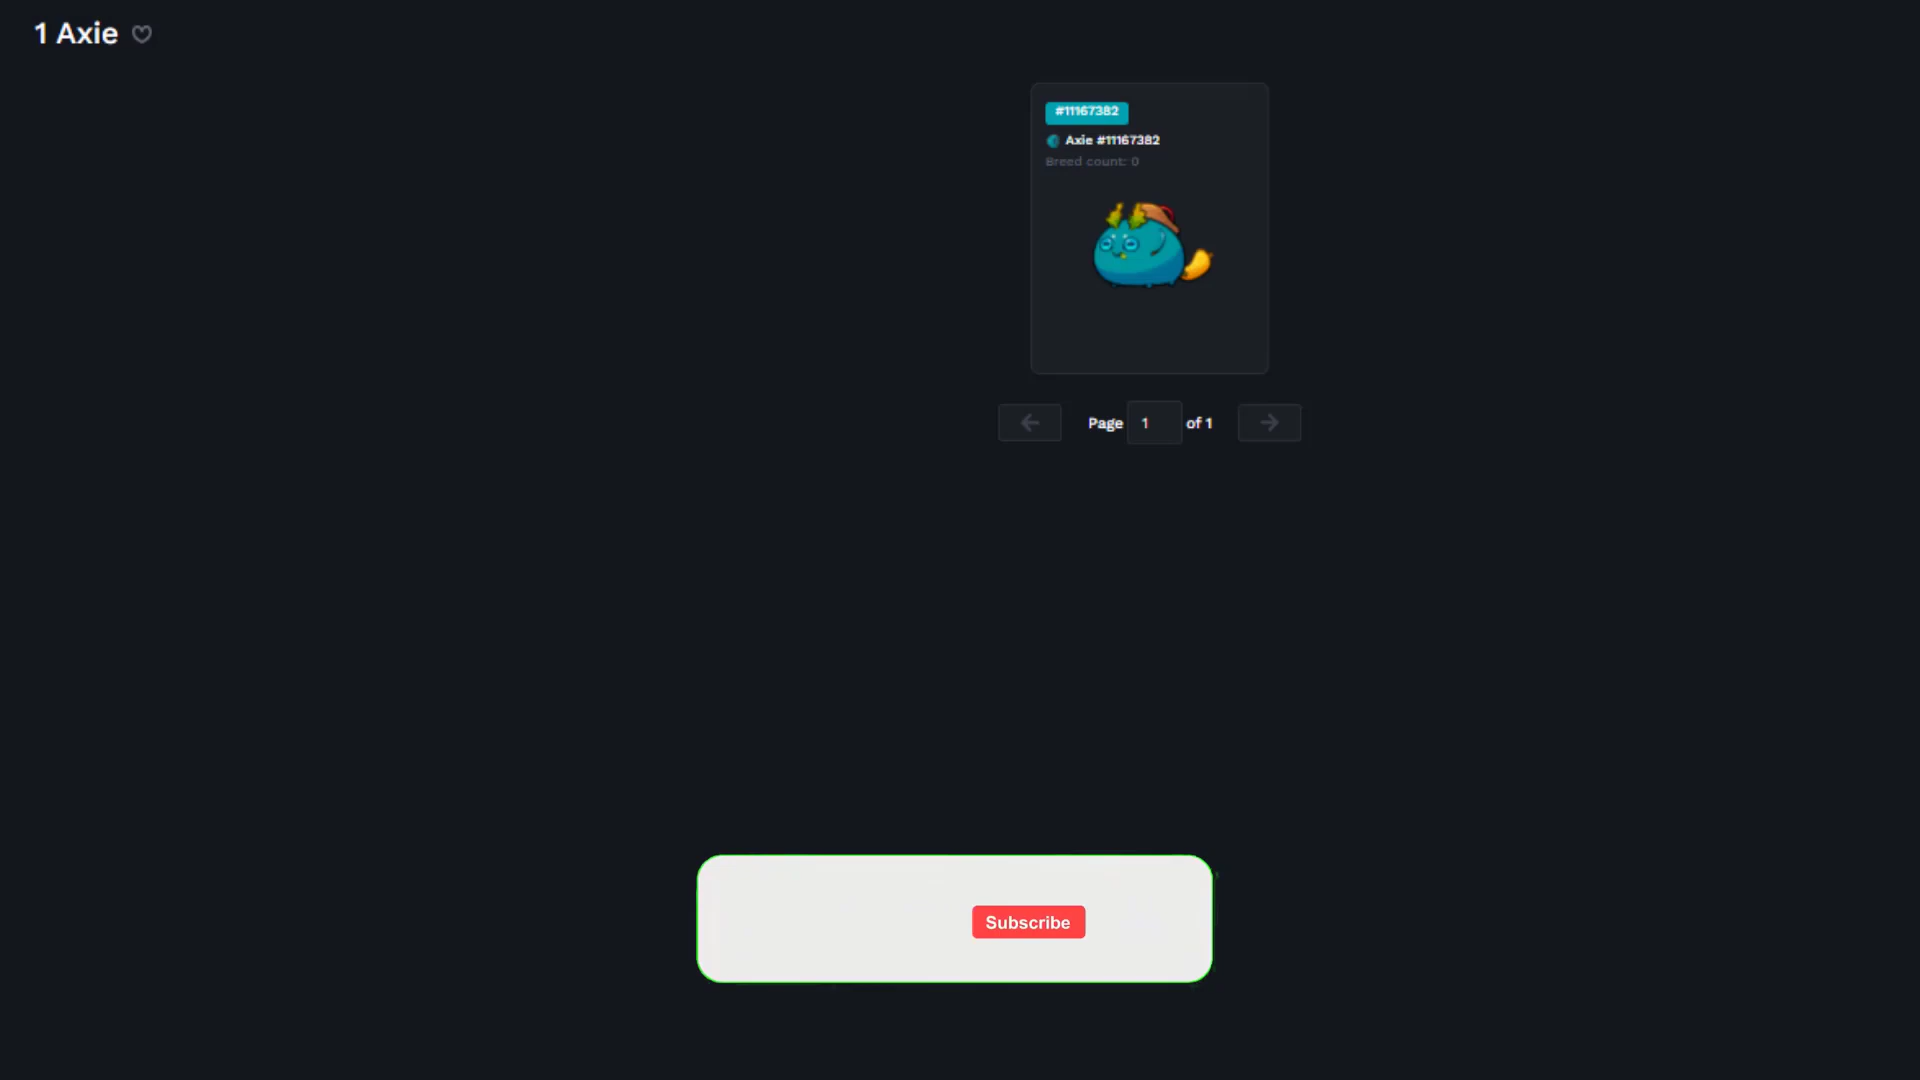 1 Axie
#11167382
Axie #11167382
Breed count: 0
Page 1 of 1
Subscribe